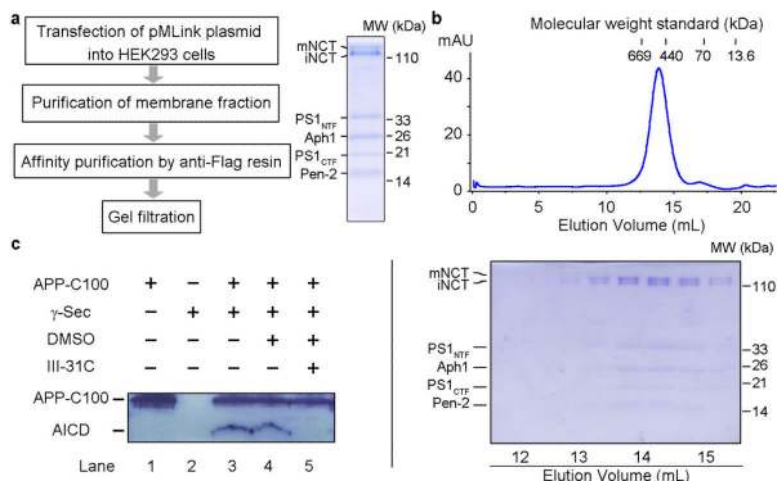 a
Transfection of pMLink plasmid
into HEK293 cells
Purification of membrane fraction
Affinity purification by anti-Flag resin
Gel filtration
MW (kDa)
mNCT
iNCT
110
PS1NTF
33
Aph1
26
PS1CTF
21
Pen-2
14
b
Molecular weight standard (kDa)
mAU
669 440 70 13.6
40
20
0
0 5 10 15 20
Elution Volume (mL)
c
APP-C100 + − + + +
γ-Sec − + + + +
DMSO − − − + +
III-31C − − − − +
APP-C100
AICD
Lane 1 2 3 4 5
MW (kDa)
mNCT
iNCT
110
PS1NTF
33
Aph1
26
PS1CTF
21
Pen-2
14
12 13 14 15
Elution Volume (mL)